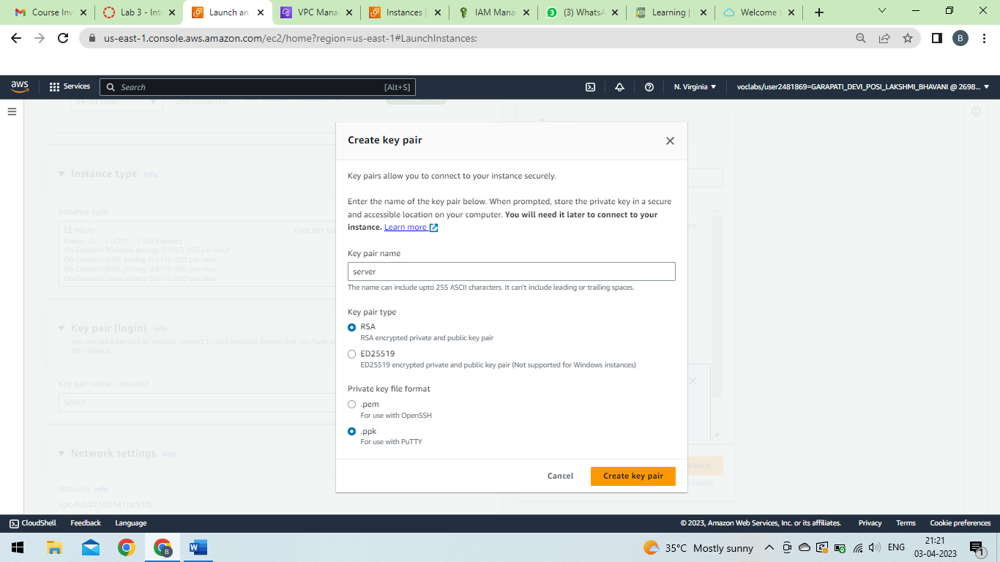 Course Inv
Lab 3 - Intr
Launch an
VPC Mana
Instances |
IAM Mana
(3) WhatsA
Learning |
Welcome t
us-east-1.console.aws.amazon.com/ec2/home?region=us-east-1#LaunchInstances:
B
aws
Services
Search
[Alt+S]
N. Virginia
voclabs/user2481869=GARAPATI_DEVI_POSI_LAKSHMI_BHAVANI @ 2698...
64-bit (x86)
uefi-preferred
Instance type
Info
Instance type
t2.micro
Free tier eli
Family: t2 1 vCPU 1 GiB Memory
On-Demand Windows pricing: 0.0162 USD per Hour
On-Demand SUSE pricing: 0.0116 USD per Hour
On-Demand RHEL pricing: 0.0716 USD per Hour
On-Demand Linux pricing: 0.0116 USD per Hour
Key pair (login)
Info
You can use a key pair to securely connect to your instance. Ensure that you have ac
the instance.
Key pair name - required
Select
Network settings
Info
Network Info
vpc-0c6821d5741be51fb
Create key pair
Key pairs allow you to connect to your instance securely.
Enter the name of the key pair below. When prompted, store the private key in a secure
and accessible location on your computer. You will need it later to connect to your
instance. Learn more
Key pair name
server
The name can include upto 255 ASCII characters. It can't include leading or trailing spaces.
Key pair type
RSA
RSA encrypted private and public key pair
ED25519
ED25519 encrypted private and public key pair (Not supported for Windows instances)
Private key file format
.pem
For use with OpenSSH
.ppk
For use with PuTTY
Cancel
Create key pair
stance
mands
CloudShell
Feedback
Language
© 2023, Amazon Web Services, Inc. or its affiliates.
Privacy
Terms
Cookie preferences
35°C Mostly sunny
ENG
21:21
03-04-2023
1